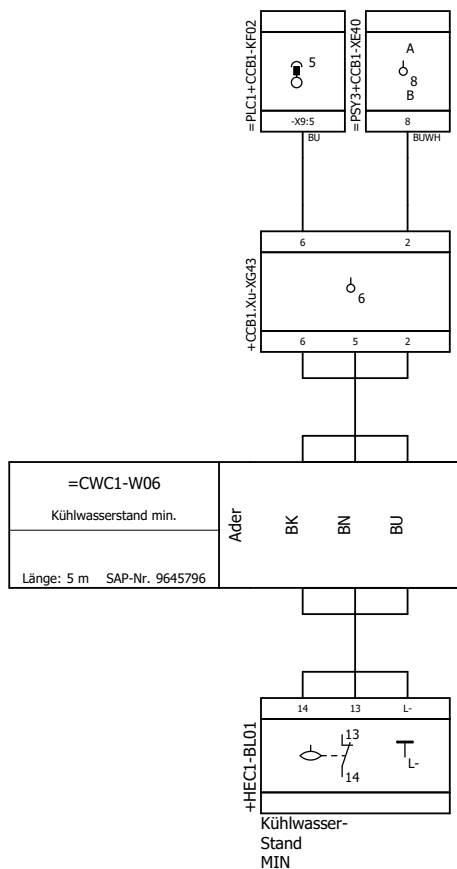 =PLC1+CCB1-KF02
5
-X9:5
BU
=PSY3+CCB1-XE40
A
8
B
8
BUWH
+CCB1.Xu-XG43
6
2
6
6
5
2
=CWC1-W06
Kühlwasserstand min.
Länge: 5 m SAP-Nr. 9645796
Ader
BK
BN
BU
+HEC1-BL01
14
13
L-
13
14
L-
Kühlwasser-
Stand
MIN